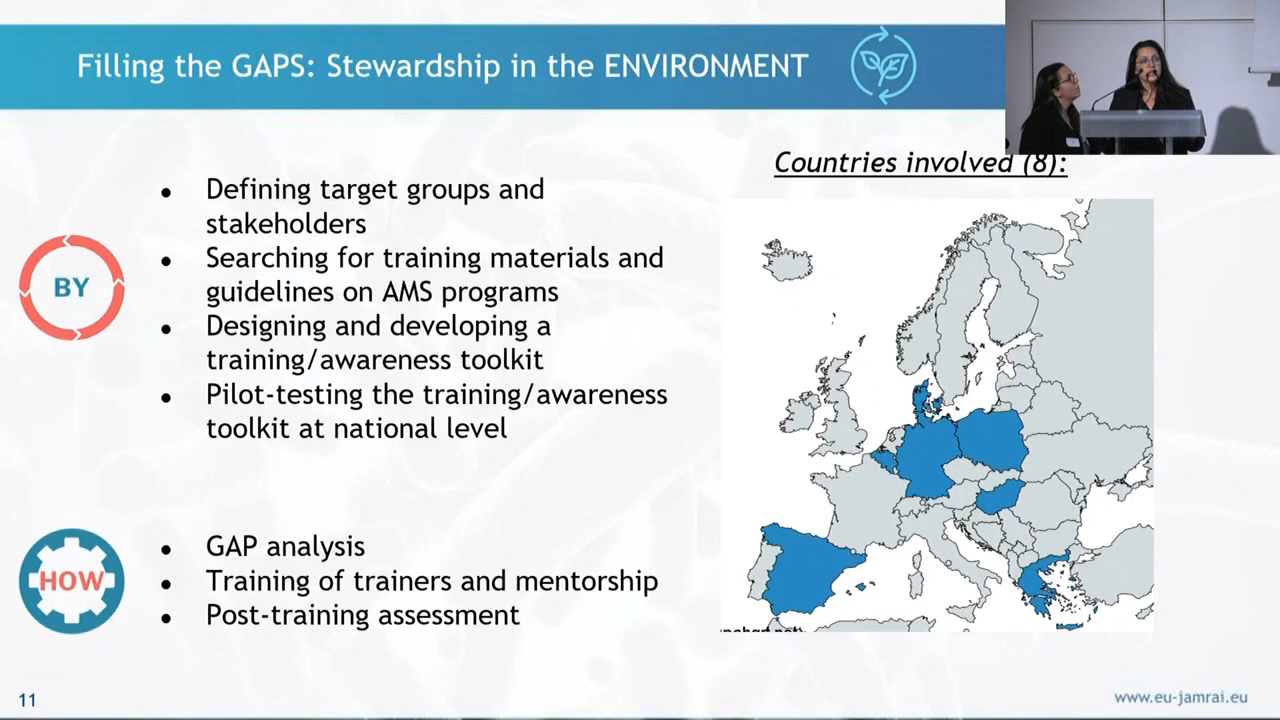 Filling the GAPS: Stewardship in the ENVIRONMENT
Countries involved (8):
BY
● Defining target groups and
stakeholders
● Searching for training materials and
guidelines on AMS programs
● Designing and developing a
training/awareness toolkit
● Pilot-testing the training/awareness
toolkit at national level
HOW
● GAP analysis
● Training of trainers and mentorship
● Post-training assessment
11
www.eu-jamrai.eu